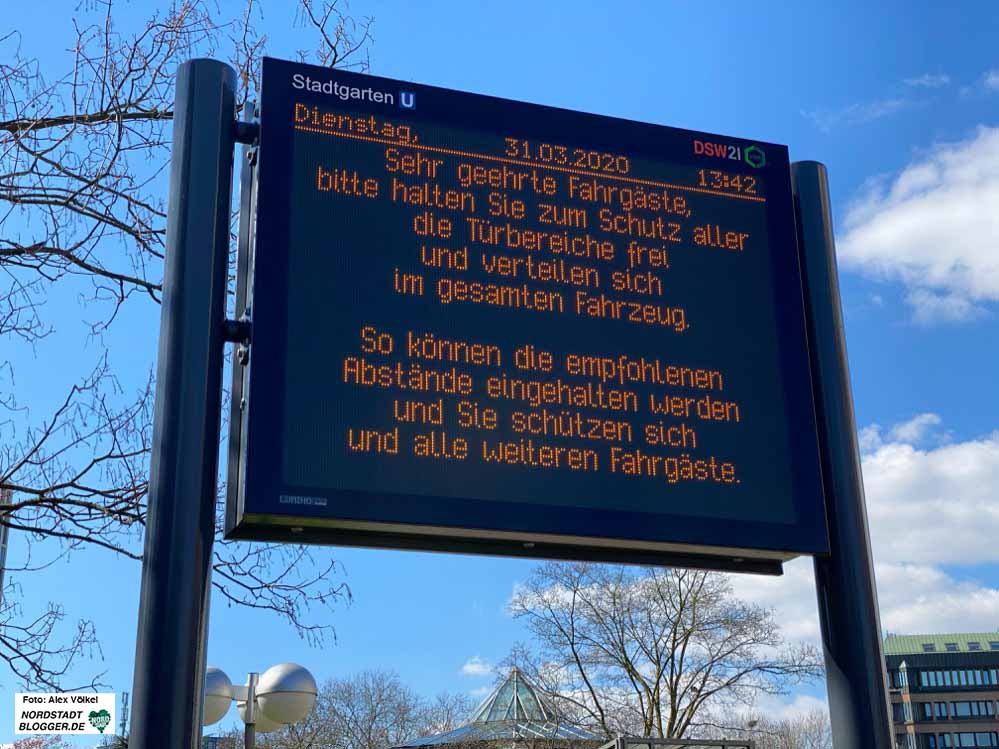 Stadtgarten U
DSW21
Dienstag, 31.03.2020 13:42
Sehr geehrte Fahrgäste,
bitte halten Sie zum Schutz aller
die Türbereiche frei
und verteilen sich
im gesamten Fahrzeug.
So können die empfohlenen
Abstände eingehalten werden
und Sie schützen sich
und alle weiteren Fahrgäste.
Foto: Alex Völkel
NORDSTADT
BLOGGER.DE